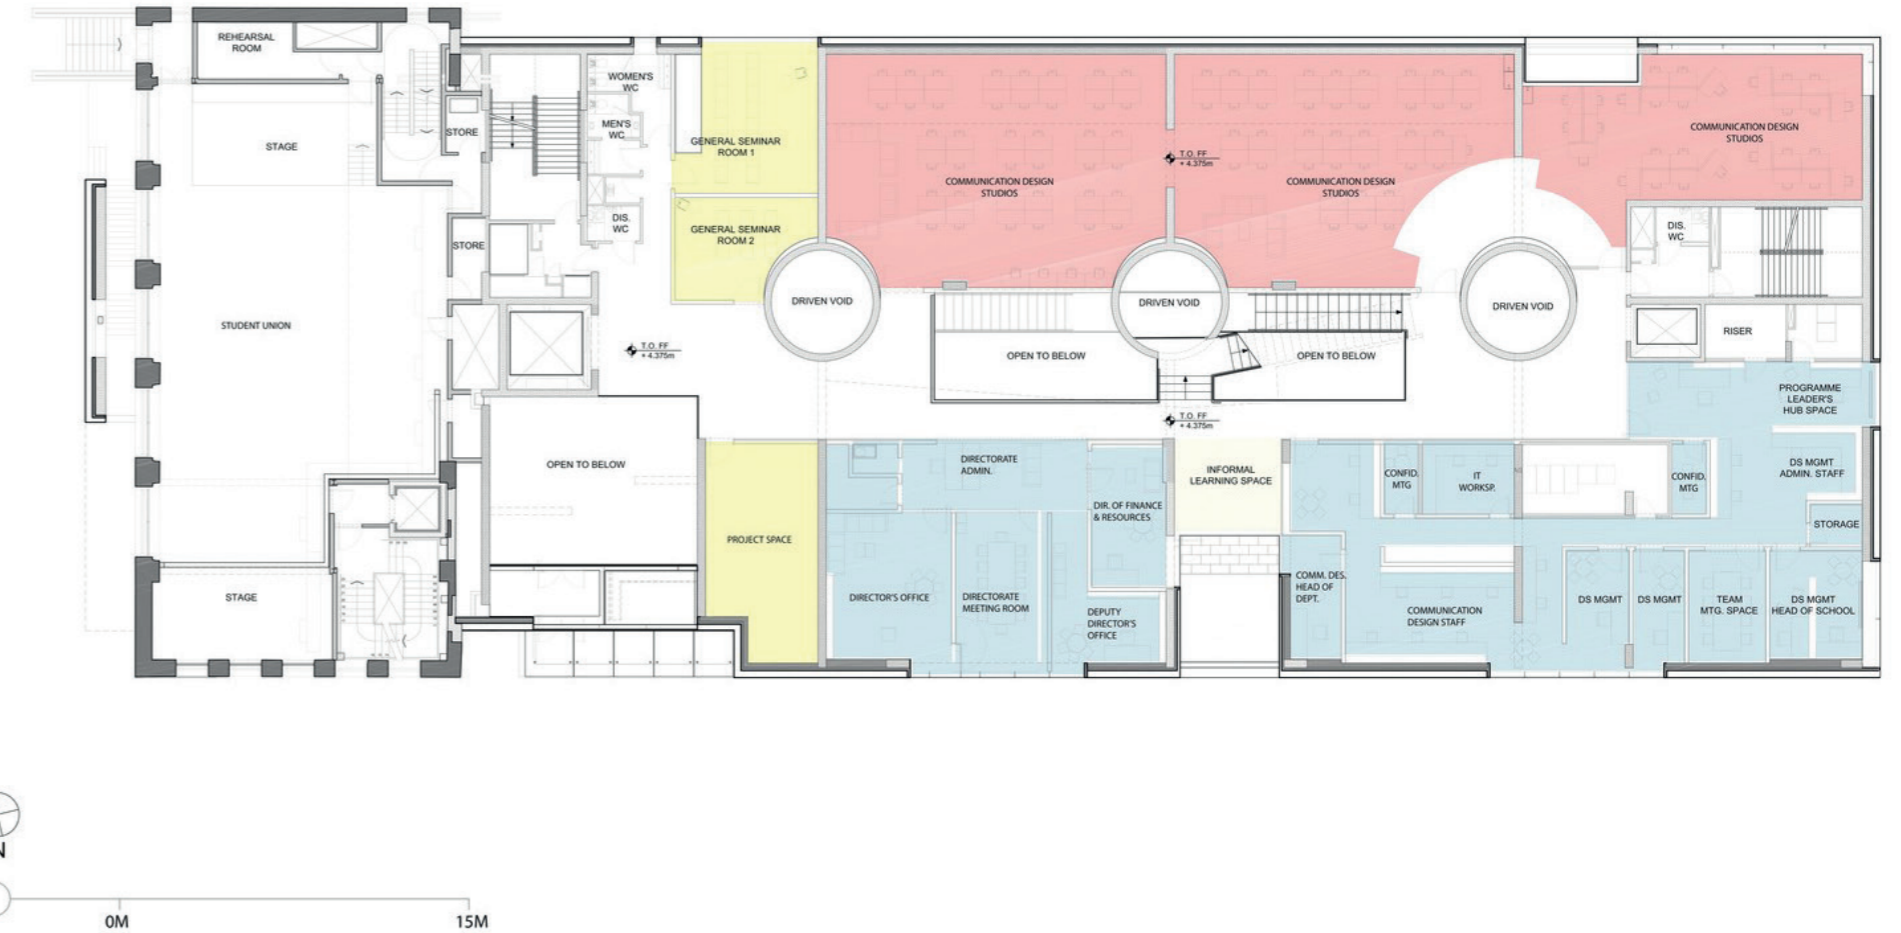 REHEARSAL
ROOM
STAGE
STORE
WOMEN'S
WC
MEN'S
WC
GENERAL SEMINAR
ROOM 1
COMMUNICATION DESIGN
STUDIOS
T.O. FF
+ 4.375m
COMMUNICATION DESIGN
STUDIOS
COMMUNICATION DESIGN
STUDIOS
STORE
DIS.
WC
GENERAL SEMINAR
ROOM 2
DIS.
WC
STUDENT UNION
T.O. FF
+ 4.375m
DRIVEN VOID
DRIVEN VOID
DRIVEN VOID
OPEN TO BELOW
OPEN TO BELOW
RISER
PROGRAMME
LEADER'S
HUB SPACE
T.O. FF
+ 4.375m
OPEN TO BELOW
DIRECTORATE
ADMIN.
INFORMAL
LEARNING SPACE
CONFID.
MTG
IT
WORKSP.
CONFID.
MTG
DS MGMT
ADMIN. STAFF
DIR. OF FINANCE
& RESOURCES
STORAGE
PROJECT SPACE
STAGE
DIRECTOR'S OFFICE
DIRECTORATE
MEETING ROOM
DEPUTY
DIRECTOR'S
OFFICE
COMM. DES.
HEAD OF
DEPT.
COMMUNICATION
DESIGN STAFF
DS MGMT
DS MGMT
TEAM
MTG. SPACE
DS MGMT
HEAD OF SCHOOL
N
0M
15M